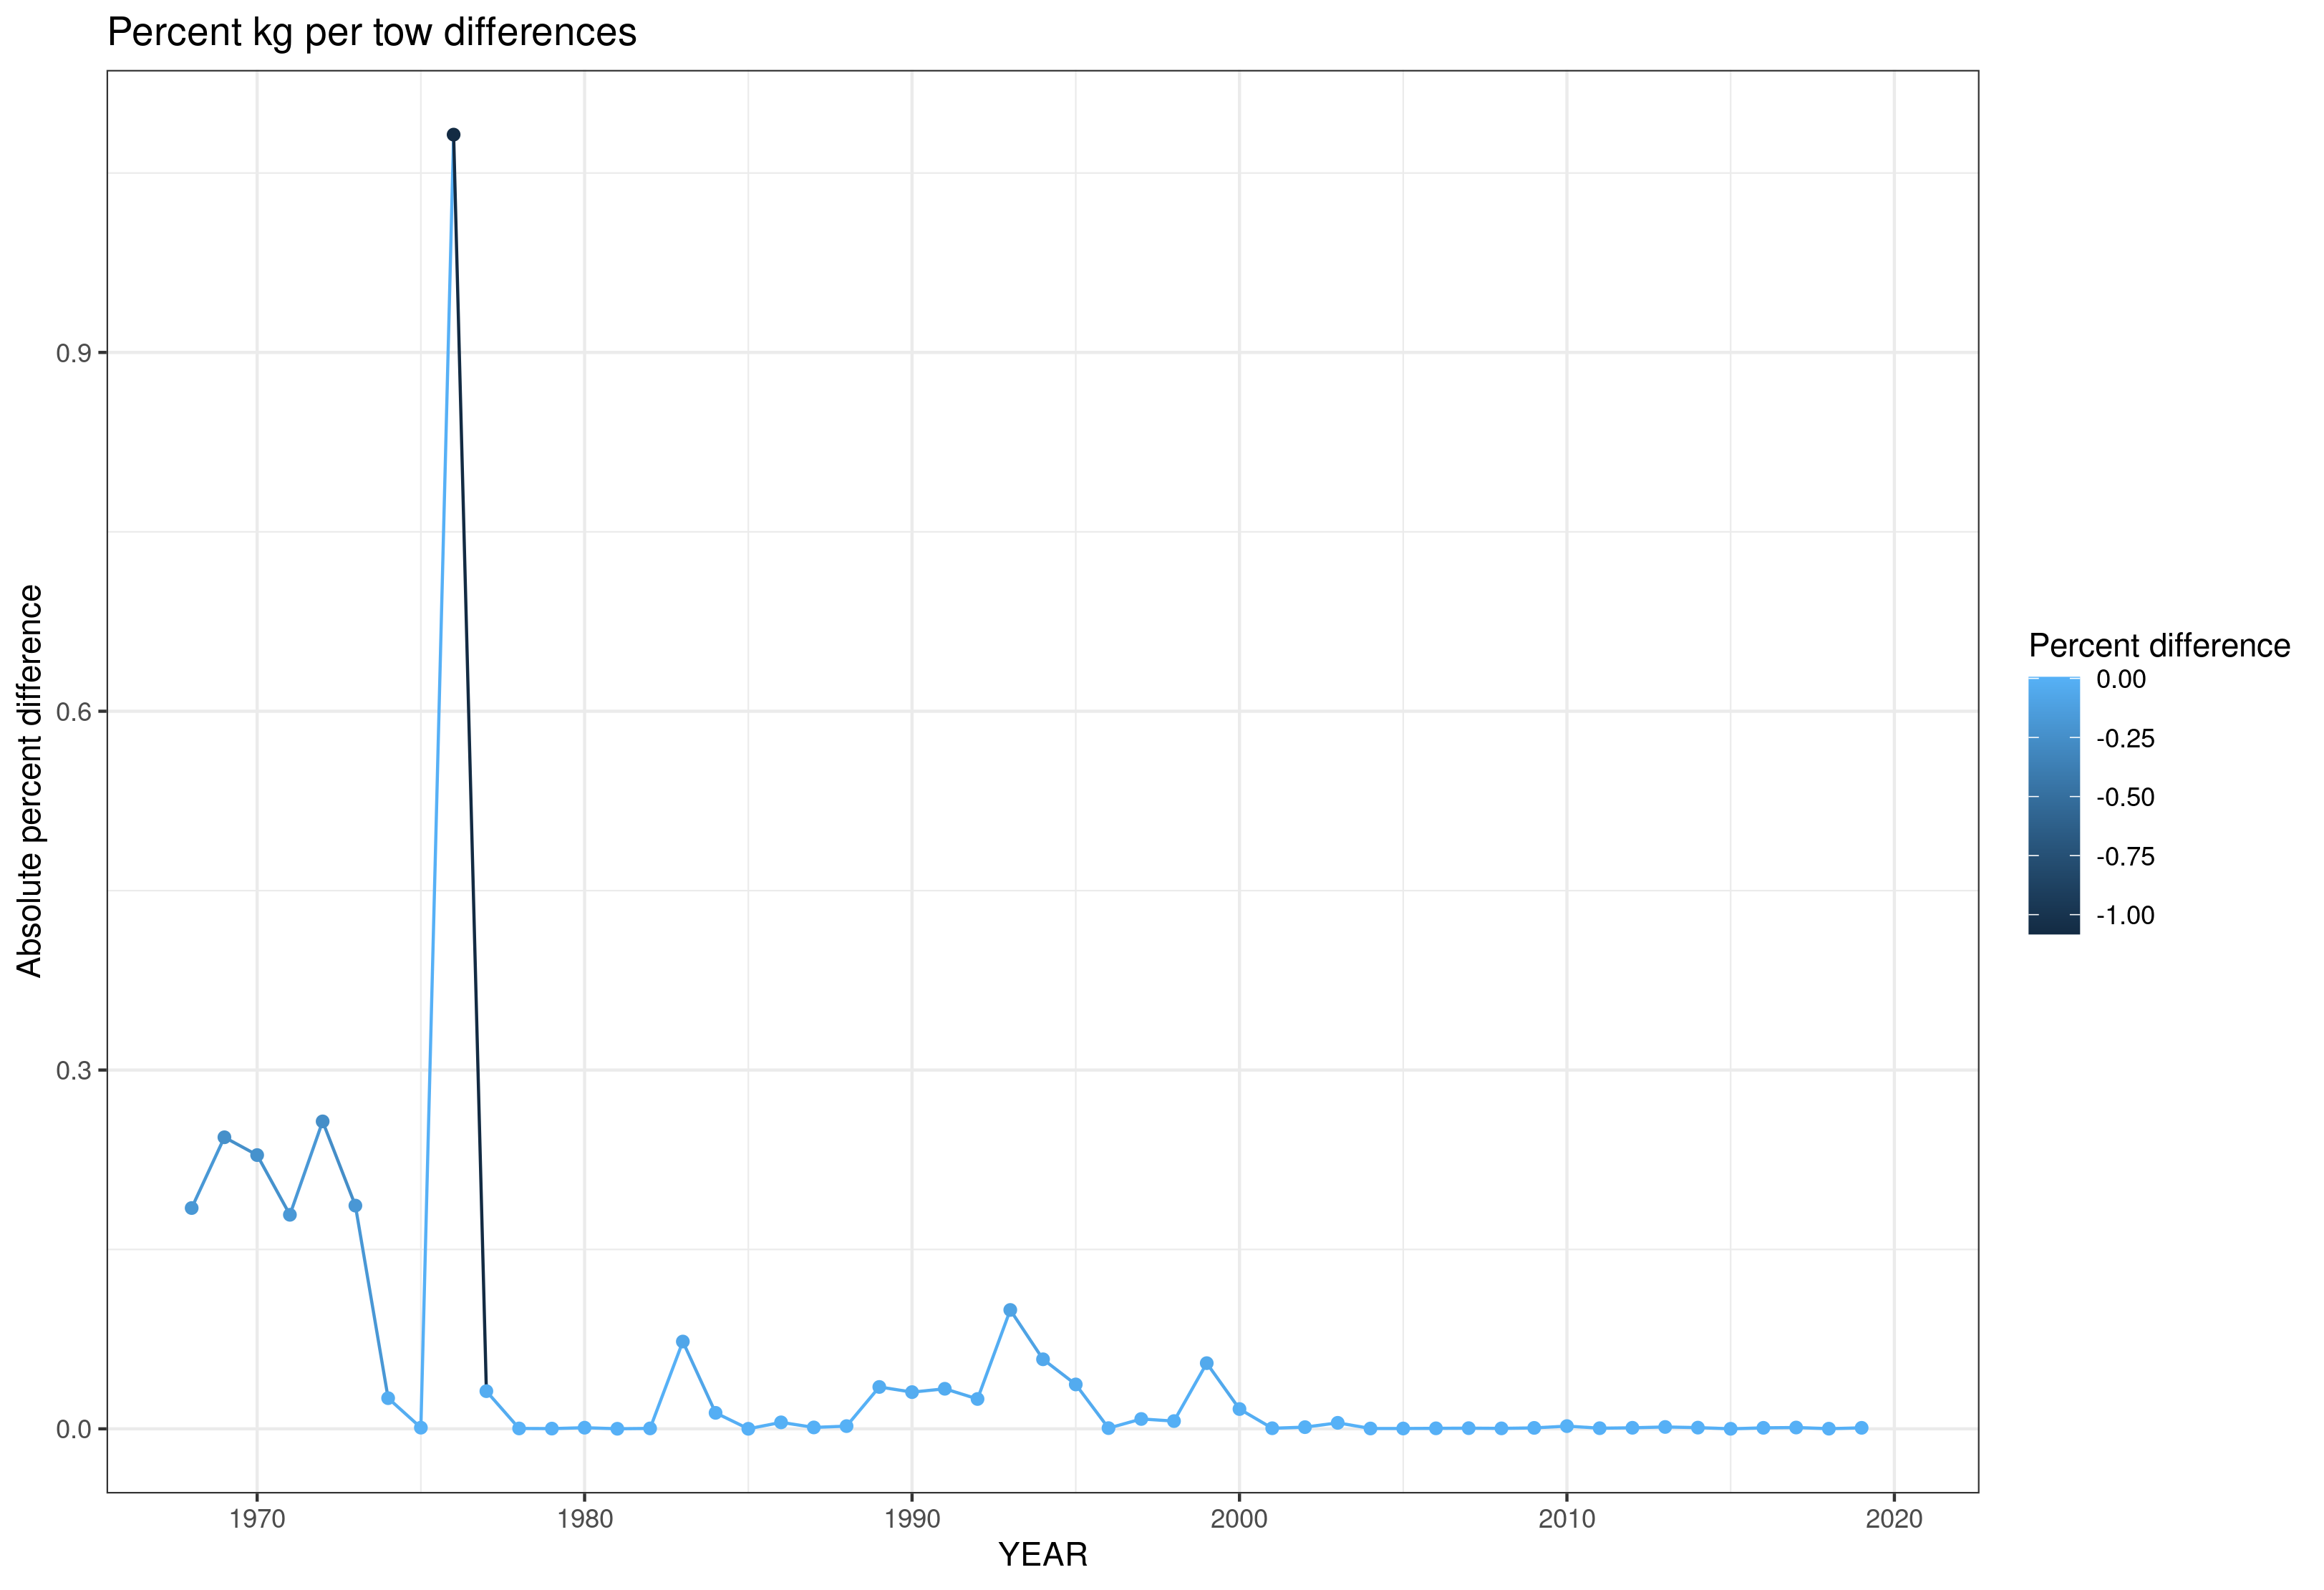 Percent kg per tow differences
Absolute percent difference
0.9
0.6
0.3
0.0
1970 1980 1990 2000 2010 2020
YEAR
Percent difference
0.00
-0.25
-0.50
-0.75
-1.00